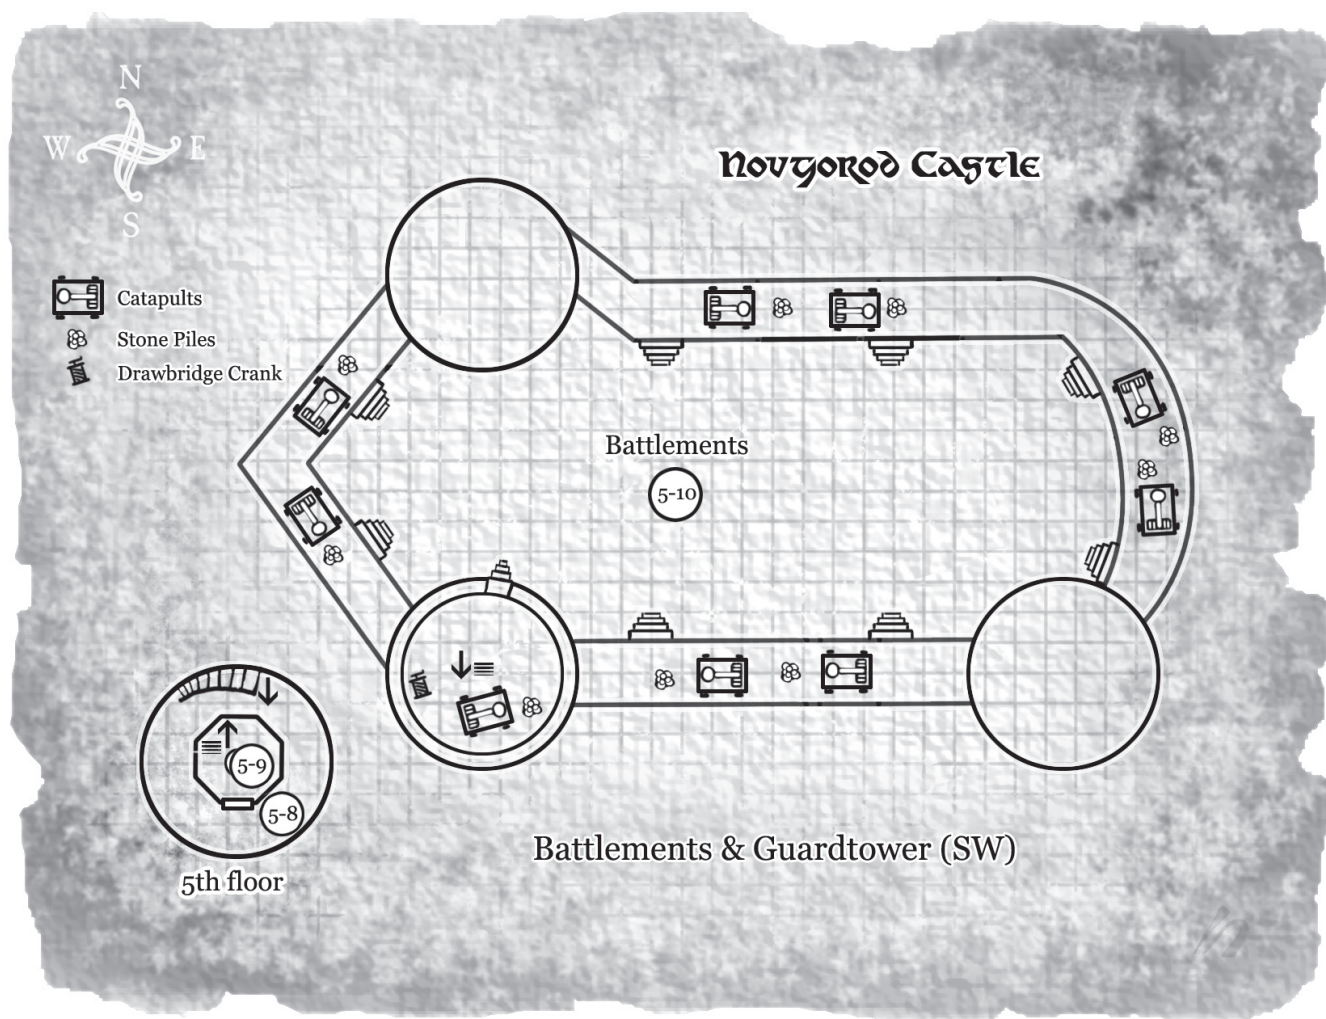 N
W E
S
Novgorod Castle
Catapults
Stone Piles
Drawbridge Crank
Battlements
5-10
5-9
5-8
5th floor
Battlements & Guardtower (SW)